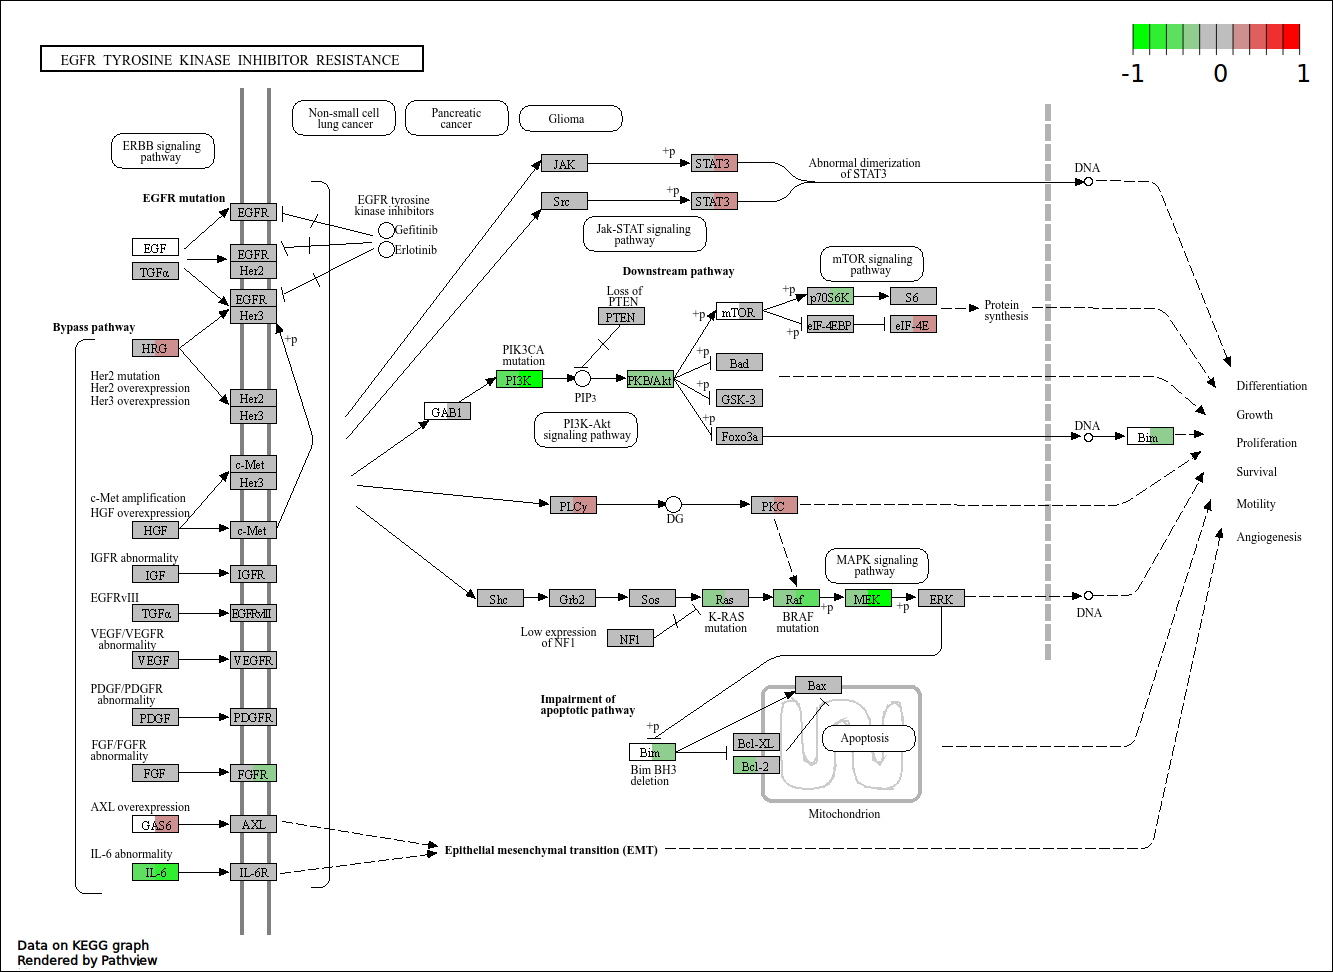 EGFR TYROSINE KINASE INHIBITOR RESISTANCE
-1 0 1
Non-small cell
lung cancer
Pancreatic
cancer
Glioma
ERBB signaling
pathway
EGFR mutation
EGFR
EGF
TGFα
EGFR
Her2
EGFR
Her3
EGFR tyrosine
kinase inhibitors
Gefitinib
Erlotinib
JAK
+p
STAT3
Src
+p
STAT3
Abnormal dimerization
of STAT3
DNA
Jak-STAT signaling
pathway
Downstream pathway
mTOR signaling
pathway
Bypass pathway
HRG
+p
Her2 mutation
Her2 overexpression
Her3 overexpression
Her2
Her3
Loss of
PTEN
PTEN
+p
mTOR
+p
p70S6K
S6
+p
eIF-4EBP
eIF-4E
Protein
synthesis
PIK3CA
mutation
PI3K
PIP3
PKB/Akt
+p
Bad
+p
GSK-3
+p
Foxo3a
GAB1
PI3K-Akt
signaling pathway
DNA
Bim
Differentiation
Growth
Proliferation
Survival
Motility
Angiogenesis
c-Met
Her3
c-Met amplification
HGF overexpression
HGF
c-Met
PLCγ
DG
PKC
IGFR abnormality
IGF
IGFR
MAPK signaling
pathway
EGFRvIII
TGFα
EGFRvIII
Shc
Grb2
Sos
Ras
Raf
+p
MEK
+p
ERK
DNA
K-RAS
mutation
BRAF
mutation
Low expression
of NF1
NF1
VEGF/VEGFR
abnormality
VEGF
VEGFR
PDGF/PDGFR
abnormality
PDGF
PDGFR
Impairment of
apoptotic pathway
+p
Bim
Bim BH3
deletion
Bax
Bcl-XL
Bcl-2
Apoptosis
Mitochondrion
FGF/FGFR
abnormality
FGF
FGFR
AXL overexpression
GAS6
AXL
IL-6 abnormality
IL-6
IL-6R
Epithelial mesenchymal transition (EMT)
Data on KEGG graph
Rendered by Pathview